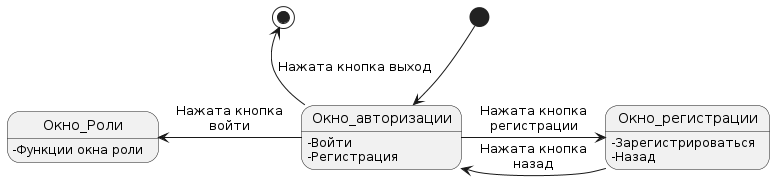 Нажата кнопка выход
Окно_Роли
-Функции окна роли
Нажата кнопка
войти
Окно_авторизации
-Войти
-Регистрация
Нажата кнопка
регистрации
Нажата кнопка
назад
Окно_регистрации
-Зарегистрироваться
-Назад